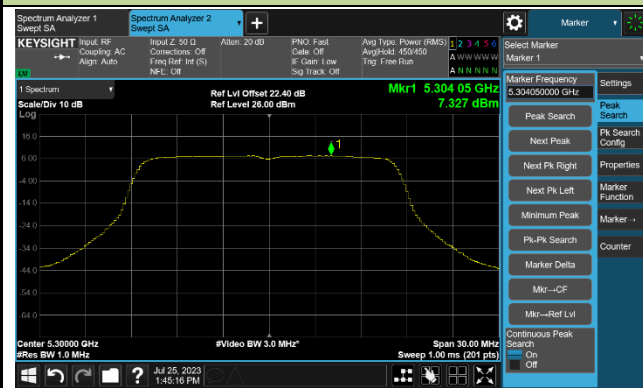 Spectrum Analyzer 1
Swept SA
Spectrum Analyzer 2
Swept SA
+
Marker
KEYSIGHT
Input: RF
Coupling: AC
Align: Auto
Input Z: 50 Ω
Corrections: Off
Freq Ref: Int (S)
NFE: Off
Atten: 20 dB
PNO: Fast
Gate: Off
IF Gain: Low
Sig Track: Off
Avg Type: Power (RMS)
Avg|Hold: 450/450
Trig: Free Run
1 2 3 4 5 6
A W W W W W
A N N N N N
LXI
Select Marker
Marker 1
1 Spectrum
Scale/Div 10 dB
Log
Ref Lvl Offset 22.40 dB
Ref Level 26.00 dBm
Mkr1 5.304 05 GHz
7.327 dBm
16.0
6.00
-4.00
-14.0
-24.0
-34.0
-44.0
-54.0
-64.0
1
Center 5.30000 GHz
#Res BW 1.0 MHz
#Video BW 3.0 MHz*
Span 30.00 MHz
Sweep 1.00 ms (201 pts)
Marker Frequency
5.304050000 GHz
Peak Search
Next Peak
Next Pk Right
Next Pk Left
Minimum Peak
Pk-Pk Search
Marker Delta
Mkr→CF
Mkr→Ref Lvl
Continuous Peak
Search
On
Off
Settings
Peak
Search
Pk Search
Config
Properties
Marker
Function
Marker→
Counter
?
Jul 25, 2023
1:45:16 PM